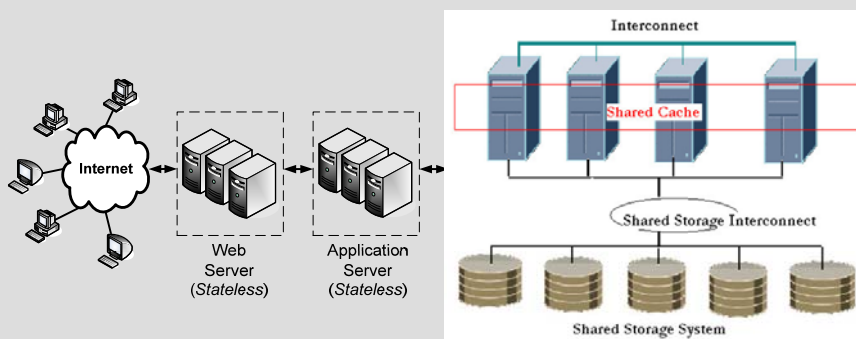 Internet
Web
Server
(Stateless)
Application
Server
(Stateless)
Interconnect
Shared Cache
Shared Storage Interconnect
Shared Storage System